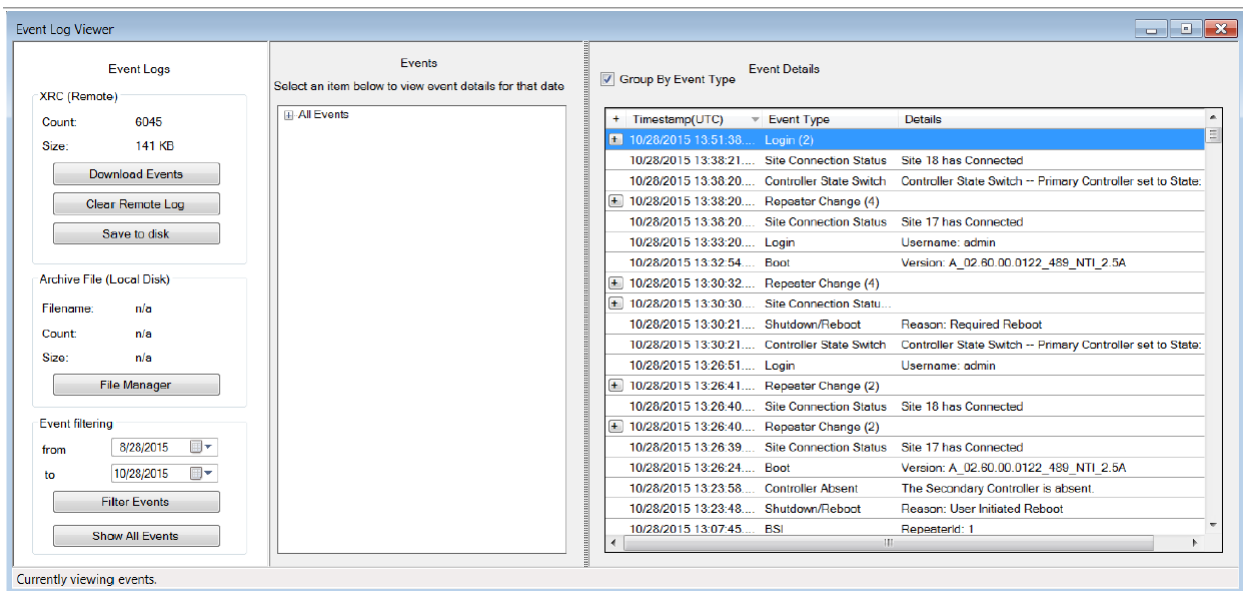 Event Log Viewer
Event Logs
XRC (Remote)
Count: 6045
Size: 141 KB
Download Events
Clear Remote Log
Save to disk
Archive File (Local Disk)
Filename: n/a
Count: n/a
Size: n/a
File Manager
Event filtering
from 8/28/2015
to 10/28/2015
Filter Events
Show All Events
Events
Select an item below to view event details for that date
All Events
Event Details
Group By Event Type
+ Timestamp(UTC) Event Type Details
10/28/2015 13:51:38.... Login (2)
10/28/2015 13:38:21.... Site Connection Status Site 18 has Connected
10/28/2015 13:38:20.... Controller State Switch Controller State Switch -- Primary Controller set to State:
10/28/2015 13:38:20.... Repeater Change (4)
10/28/2015 13:38:20.... Site Connection Status Site 17 has Connected
10/28/2015 13:33:20.... Login Username: admin
10/28/2015 13:32:54.... Boot Version: A_02.60.00.0122_489_NTI_2.5A
10/28/2015 13:30:32.... Repeater Change (4)
10/28/2015 13:30:30.... Site Connection Statu...
10/28/2015 13:30:21.... Shutdown/Reboot Reason: Required Reboot
10/28/2015 13:30:21.... Controller State Switch Controller State Switch -- Primary Controller set to State:
10/28/2015 13:26:51.... Login Username: admin
10/28/2015 13:26:41.... Repeater Change (2)
10/28/2015 13:26:40.... Site Connection Status Site 18 has Connected
10/28/2015 13:26:40.... Repeater Change (2)
10/28/2015 13:26:39.... Site Connection Status Site 17 has Connected
10/28/2015 13:26:24.... Boot Version: A_02.60.00.0122_489_NTI_2.5A
10/28/2015 13:23:58.... Controller Absent The Secondary Controller is absent.
10/28/2015 13:23:48.... Shutdown/Reboot Reason: User Initiated Reboot
10/28/2015 13:07:45.... BSI RepeaterId: 1
Currently viewing events.